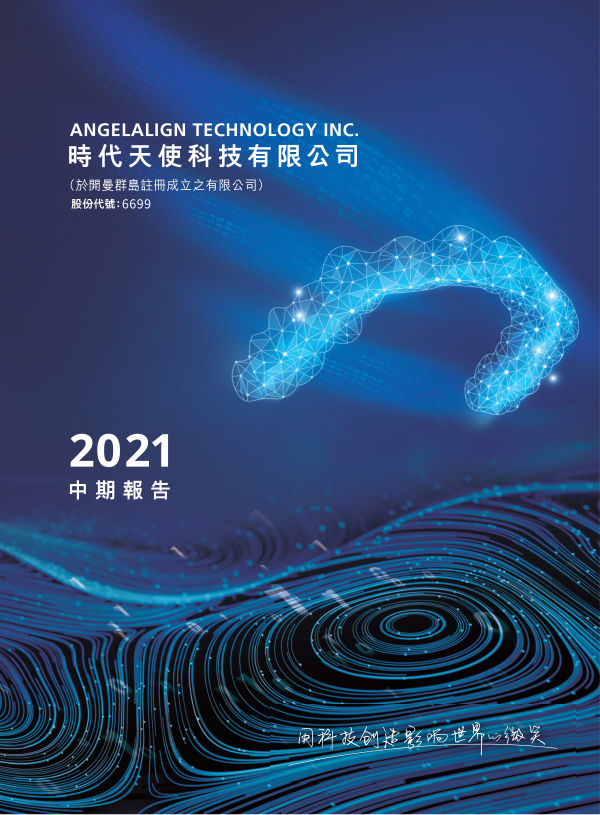 ANGELALIGN TECHNOLOGY INC.
時代天使科技有限公司
(於開曼群島註冊成立之有限公司)
股份代號：6699
2021
中期報告
用科技创造影响世界的微笑